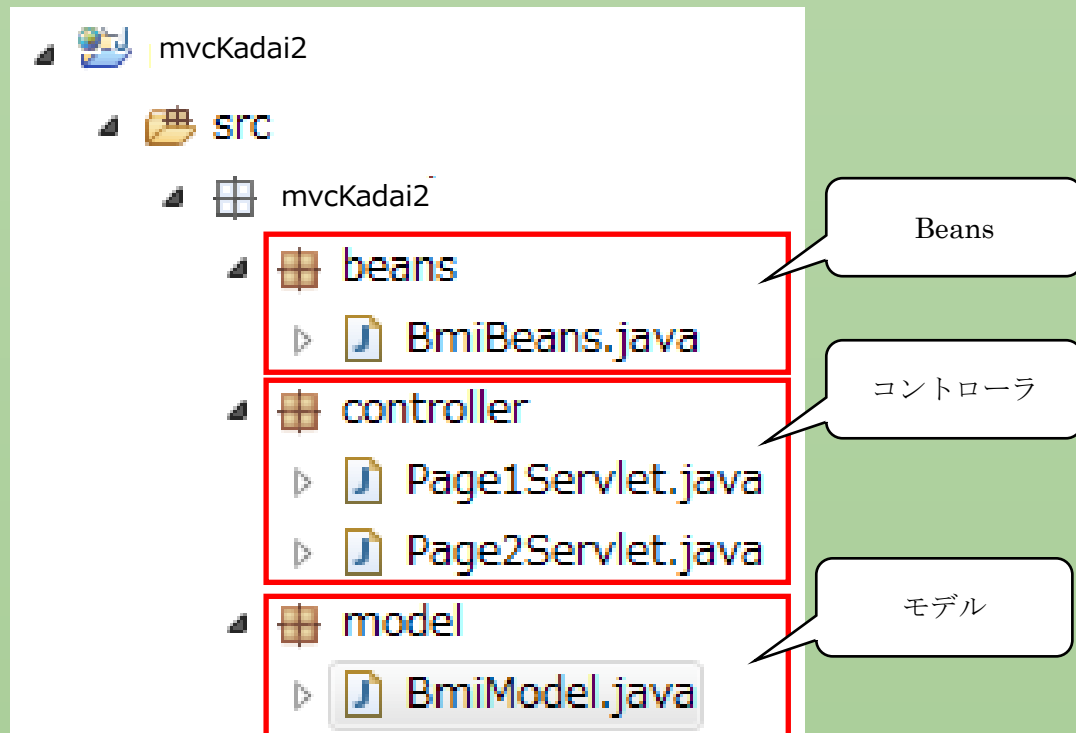 mvcKadai2
src
mvcKadai2
beans
Beans
BmiBeans.java
controller
コントローラ
Page1Servlet.java
Page2Servlet.java
model
モデル
BmiModel.java